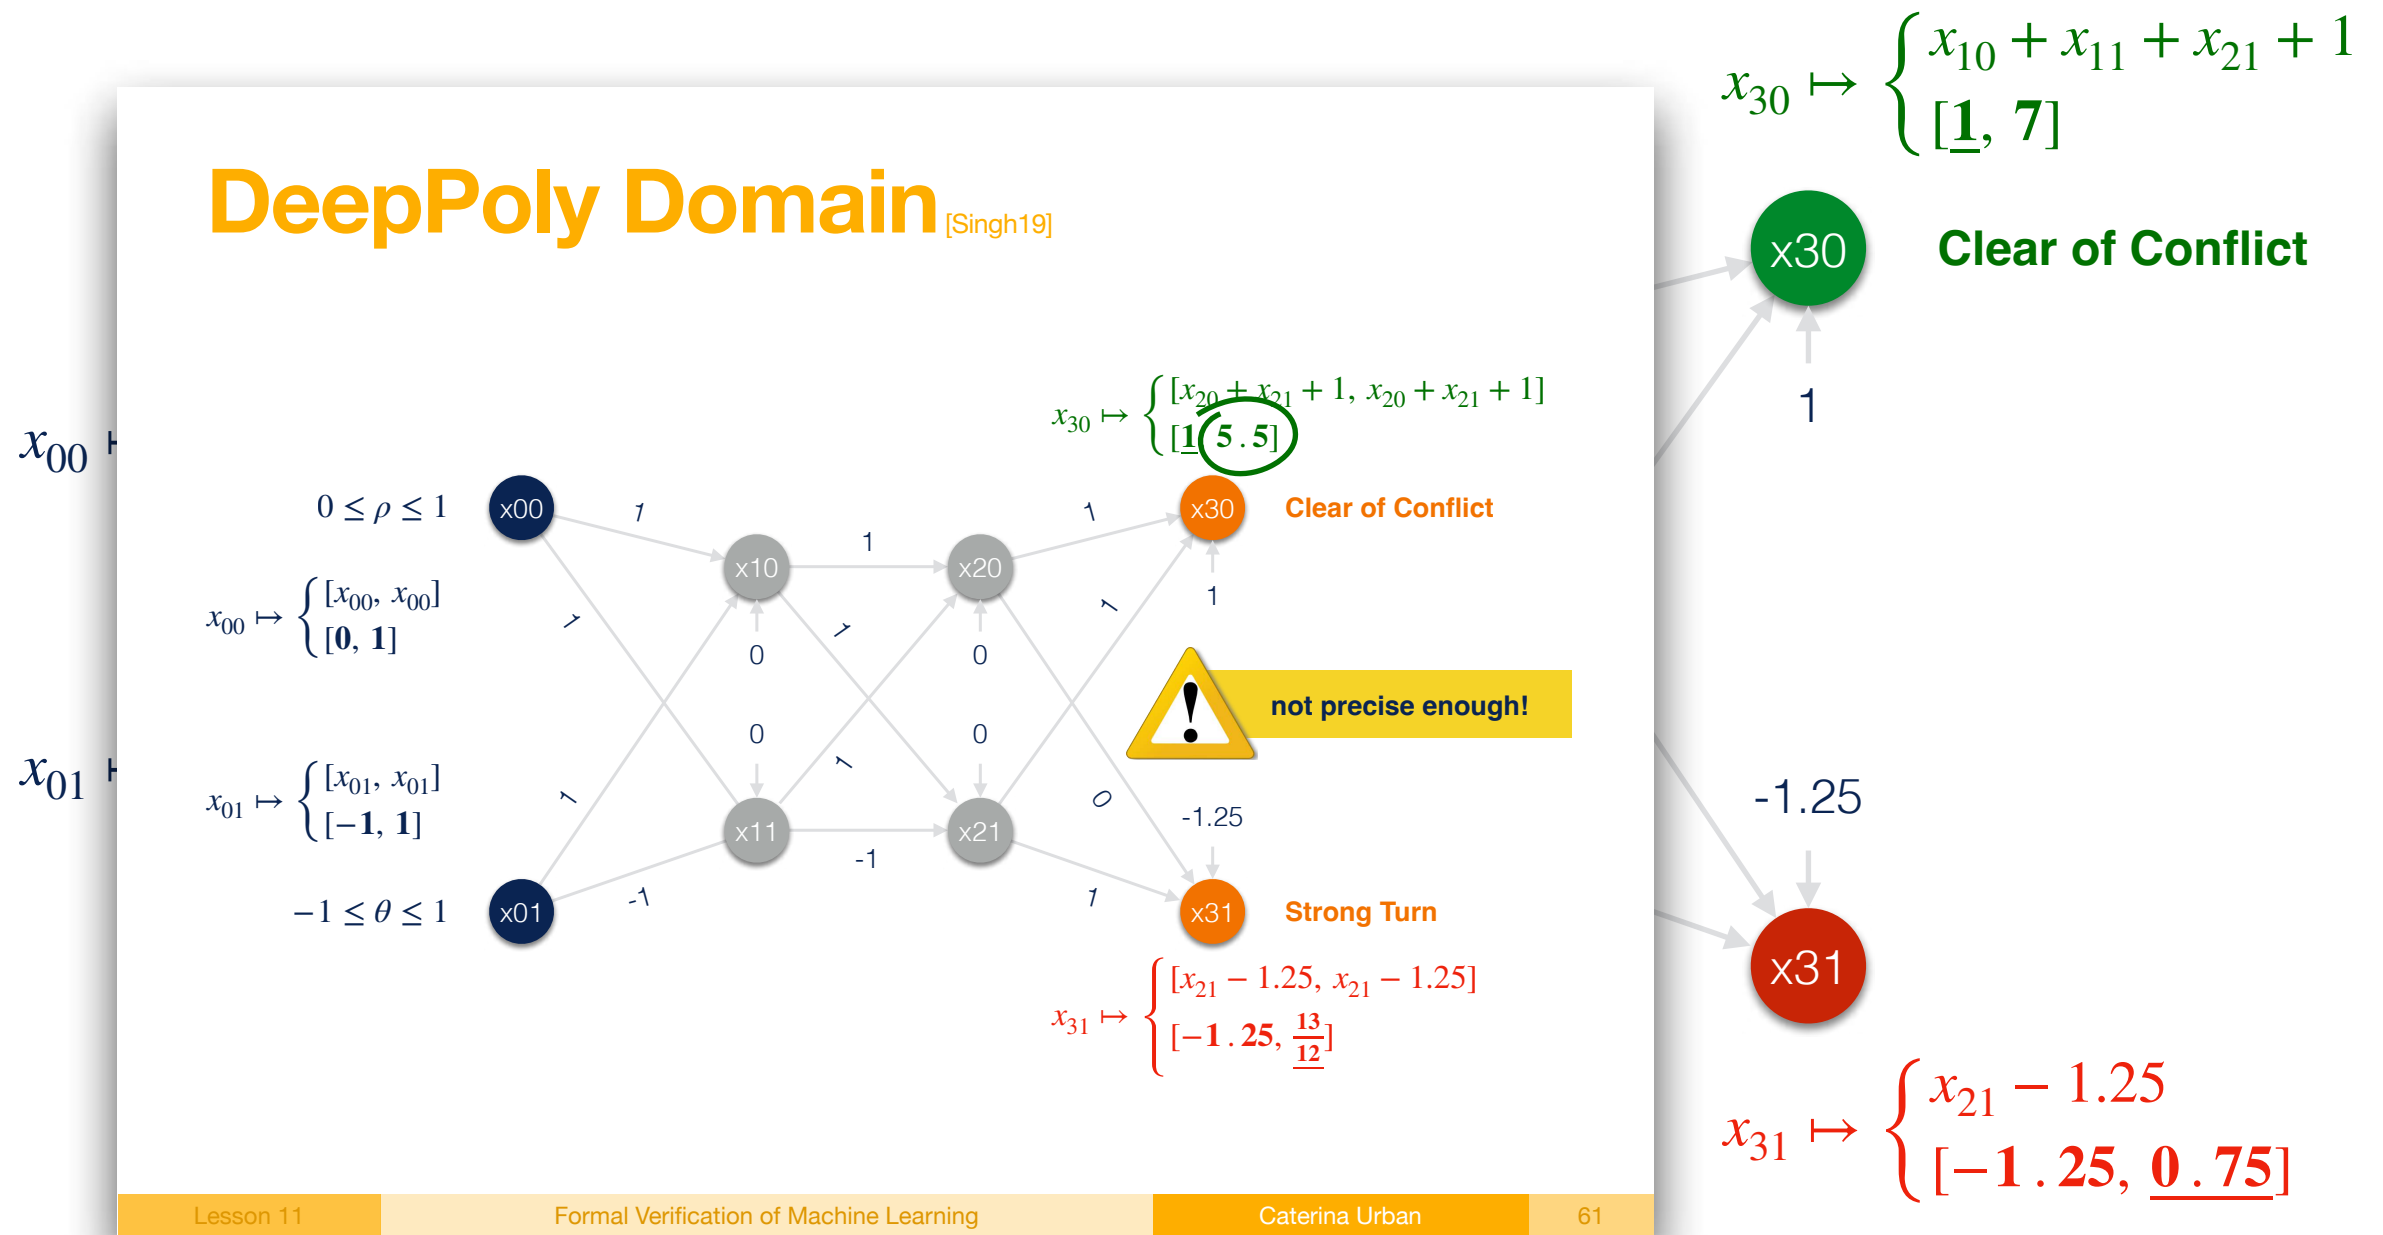 x30 ↦ { x10 + x11 + x21 + 1
[1, 7]
DeepPoly Domain [Singh19]
x30
Clear of Conflict
1
x30 ↦ { [x20 + x21 + 1, x20 + x21 + 1]
[1, 5.5]
x00 ↦
0 ≤ ρ ≤ 1
x00
1
1
1
x30
Clear of Conflict
x10
x20
x00 ↦ { [x00, x00]
[0, 1]
1
1
1
1
0
0
not precise enough!
0
0
x01 ↦
x01 ↦ { [x01, x01]
[−1, 1]
1
1
0
-1.25
-1.25
x11
x21
-1
-1
1
−1 ≤ θ ≤ 1
x01
x31
Strong Turn
x31
x31 ↦ { [x21 − 1.25, x21 − 1.25]
[−1.25, 13/12]
x31 ↦ { x21 − 1.25
[−1.25, 0.75]
Lesson 11
Formal Verification of Machine Learning
Caterina Urban
61